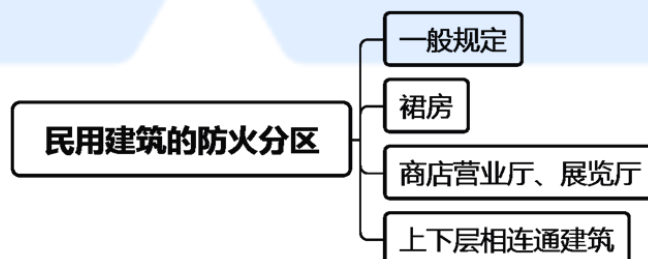 一般规定
裙房
民用建筑的防火分区
商店营业厅、展览厅
上下层相连通建筑